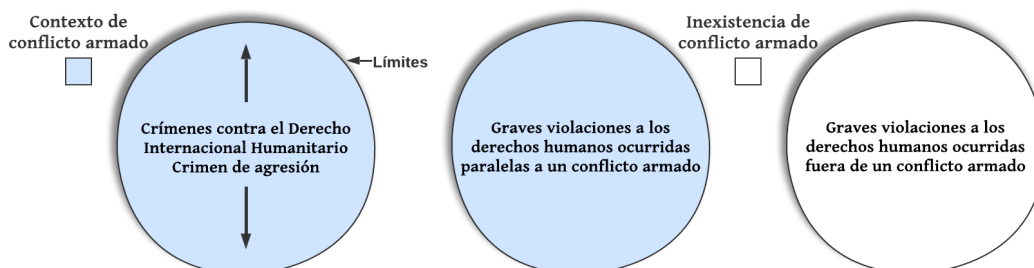 Contexto de
conflicto armado
Límites
Crímenes contra el Derecho
Internacional Humanitario
Crimen de agresión
Graves violaciones a los
derechos humanos ocurridas
paralelas a un conflicto armado
Inexistencia de
conflicto armado
Graves violaciones a los
derechos humanos ocurridas
fuera de un conflicto armado